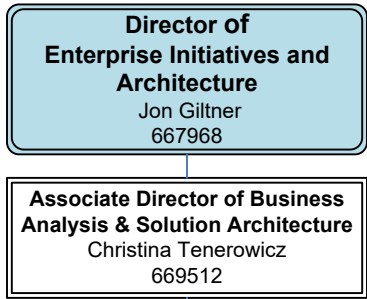 Director of
Enterprise Initiatives and
Architecture
Jon Giltner
667968
Associate Director of Business
Analysis & Solution Architecture
Christina Tenerowicz
669512